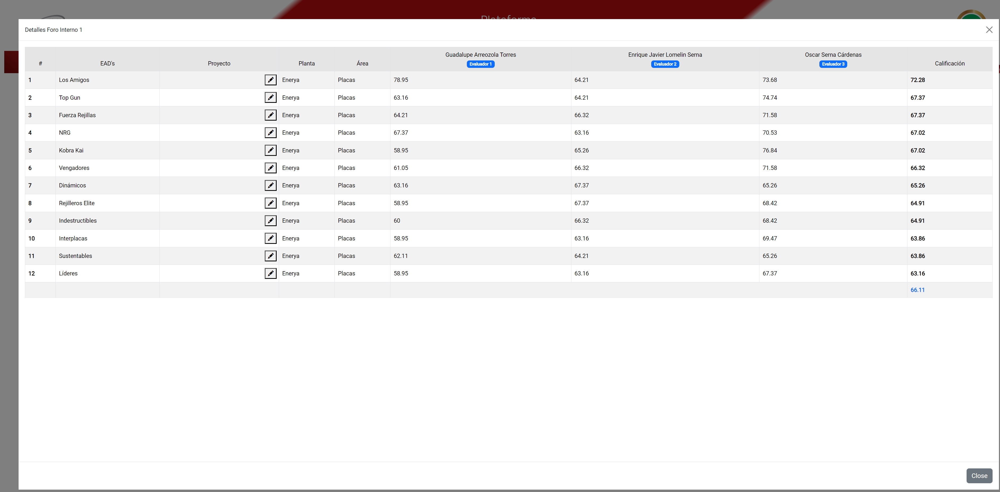 Plataforma
Detalles Foro Interno 1
# EAD's Proyecto Planta Área Guadalupe Arreozola Torres Evaluador 1 Enrique Javier Lomelin Serna Evaluador 2 Oscar Serna Cárdenas Evaluador 3 Calificación
1 Los Amigos Enerya Placas 78.95 64.21 73.68 72.28
2 Top Gun Enerya Placas 63.16 64.21 74.74 67.37
3 Fuerza Rejillas Enerya Placas 64.21 66.32 71.58 67.37
4 NRG Enerya Placas 67.37 63.16 70.53 67.02
5 Kobra Kai Enerya Placas 58.95 65.26 76.84 67.02
6 Vengadores Enerya Placas 61.05 66.32 71.58 66.32
7 Dinámicos Enerya Placas 63.16 67.37 65.26 65.26
8 Rejilleros Elite Enerya Placas 58.95 67.37 68.42 64.91
9 Indestructibles Enerya Placas 60 66.32 68.42 64.91
10 Interplacas Enerya Placas 58.95 63.16 69.47 63.86
11 Sustentables Enerya Placas 62.11 64.21 65.26 63.86
12 Líderes Enerya Placas 58.95 63.16 67.37 63.16
66.11
Close